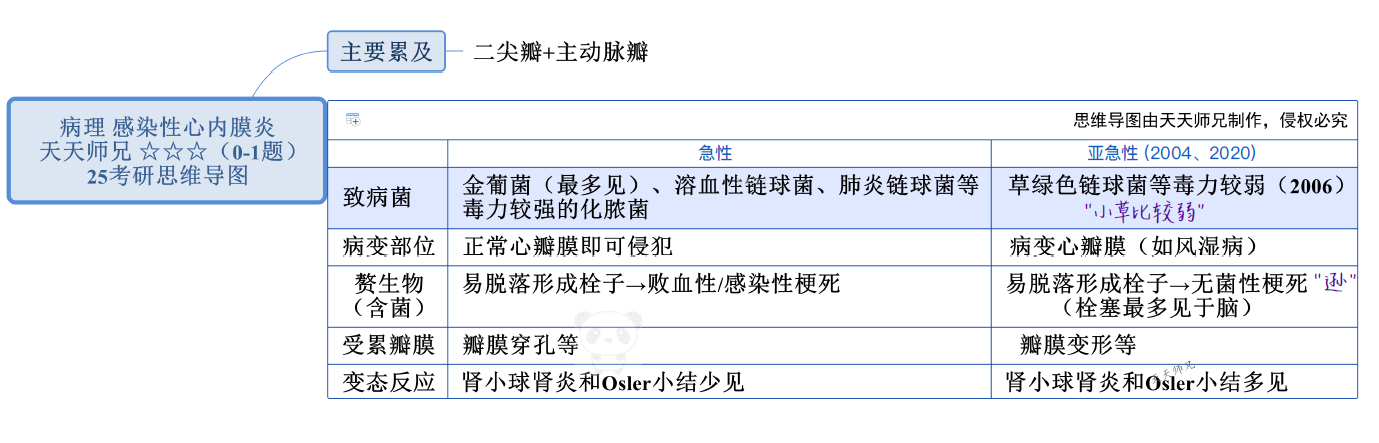 主要累及
二尖瓣+主动脉瓣
病理 感染性心内膜炎
天天师兄 ☆☆☆（0-1题）
25考研思维导图
思维导图由天天师兄制作，侵权必究
急性
亚急性 (2004、2020)
致病菌
金葡菌（最多见）、溶血性链球菌、肺炎链球菌等
毒力较强的化脓菌
草绿色链球菌等毒力较弱（2006）
"小草比较弱"
病变部位
正常心瓣膜即可侵犯
病变心瓣膜（如风湿病）
赘生物
（含菌）
易脱落形成栓子→败血性/感染性梗死
易脱落形成栓子→无菌性梗死 "逊"
（栓塞最多见于脑）
受累瓣膜
瓣膜穿孔等
瓣膜变形等
变态反应
肾小球肾炎和Osler小结少见
肾小球肾炎和Osler小结多见
天天师兄